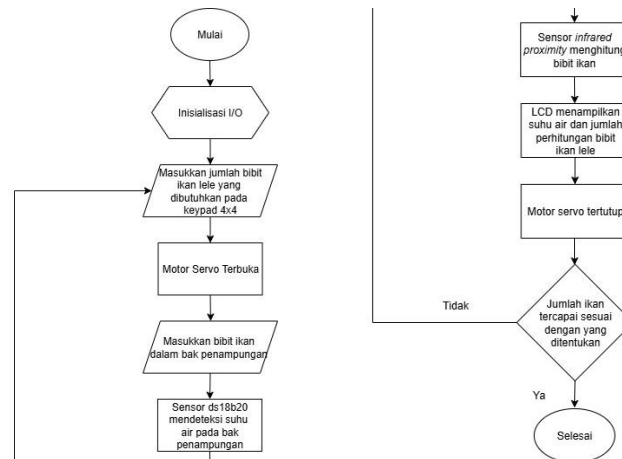 Mulai
Inisialisasi I/O
Masukkan jumlah bibit
ikan lele yang
dibutuhkan pada
keypad 4x4
Motor Servo Terbuka
Masukkan bibit ikan
dalam bak penampungan
Sensor ds18b20
mendeteksi suhu
air pada bak
penampungan
Sensor infrared
proximity menghitung
bibit ikan
LCD menampilkan
suhu air dan jumlah
perhitungan bibit
ikan lele
Motor servo tertutup
Jumlah ikan
tercapai sesuai
dengan yang
ditentukan
Tidak
Ya
Selesai